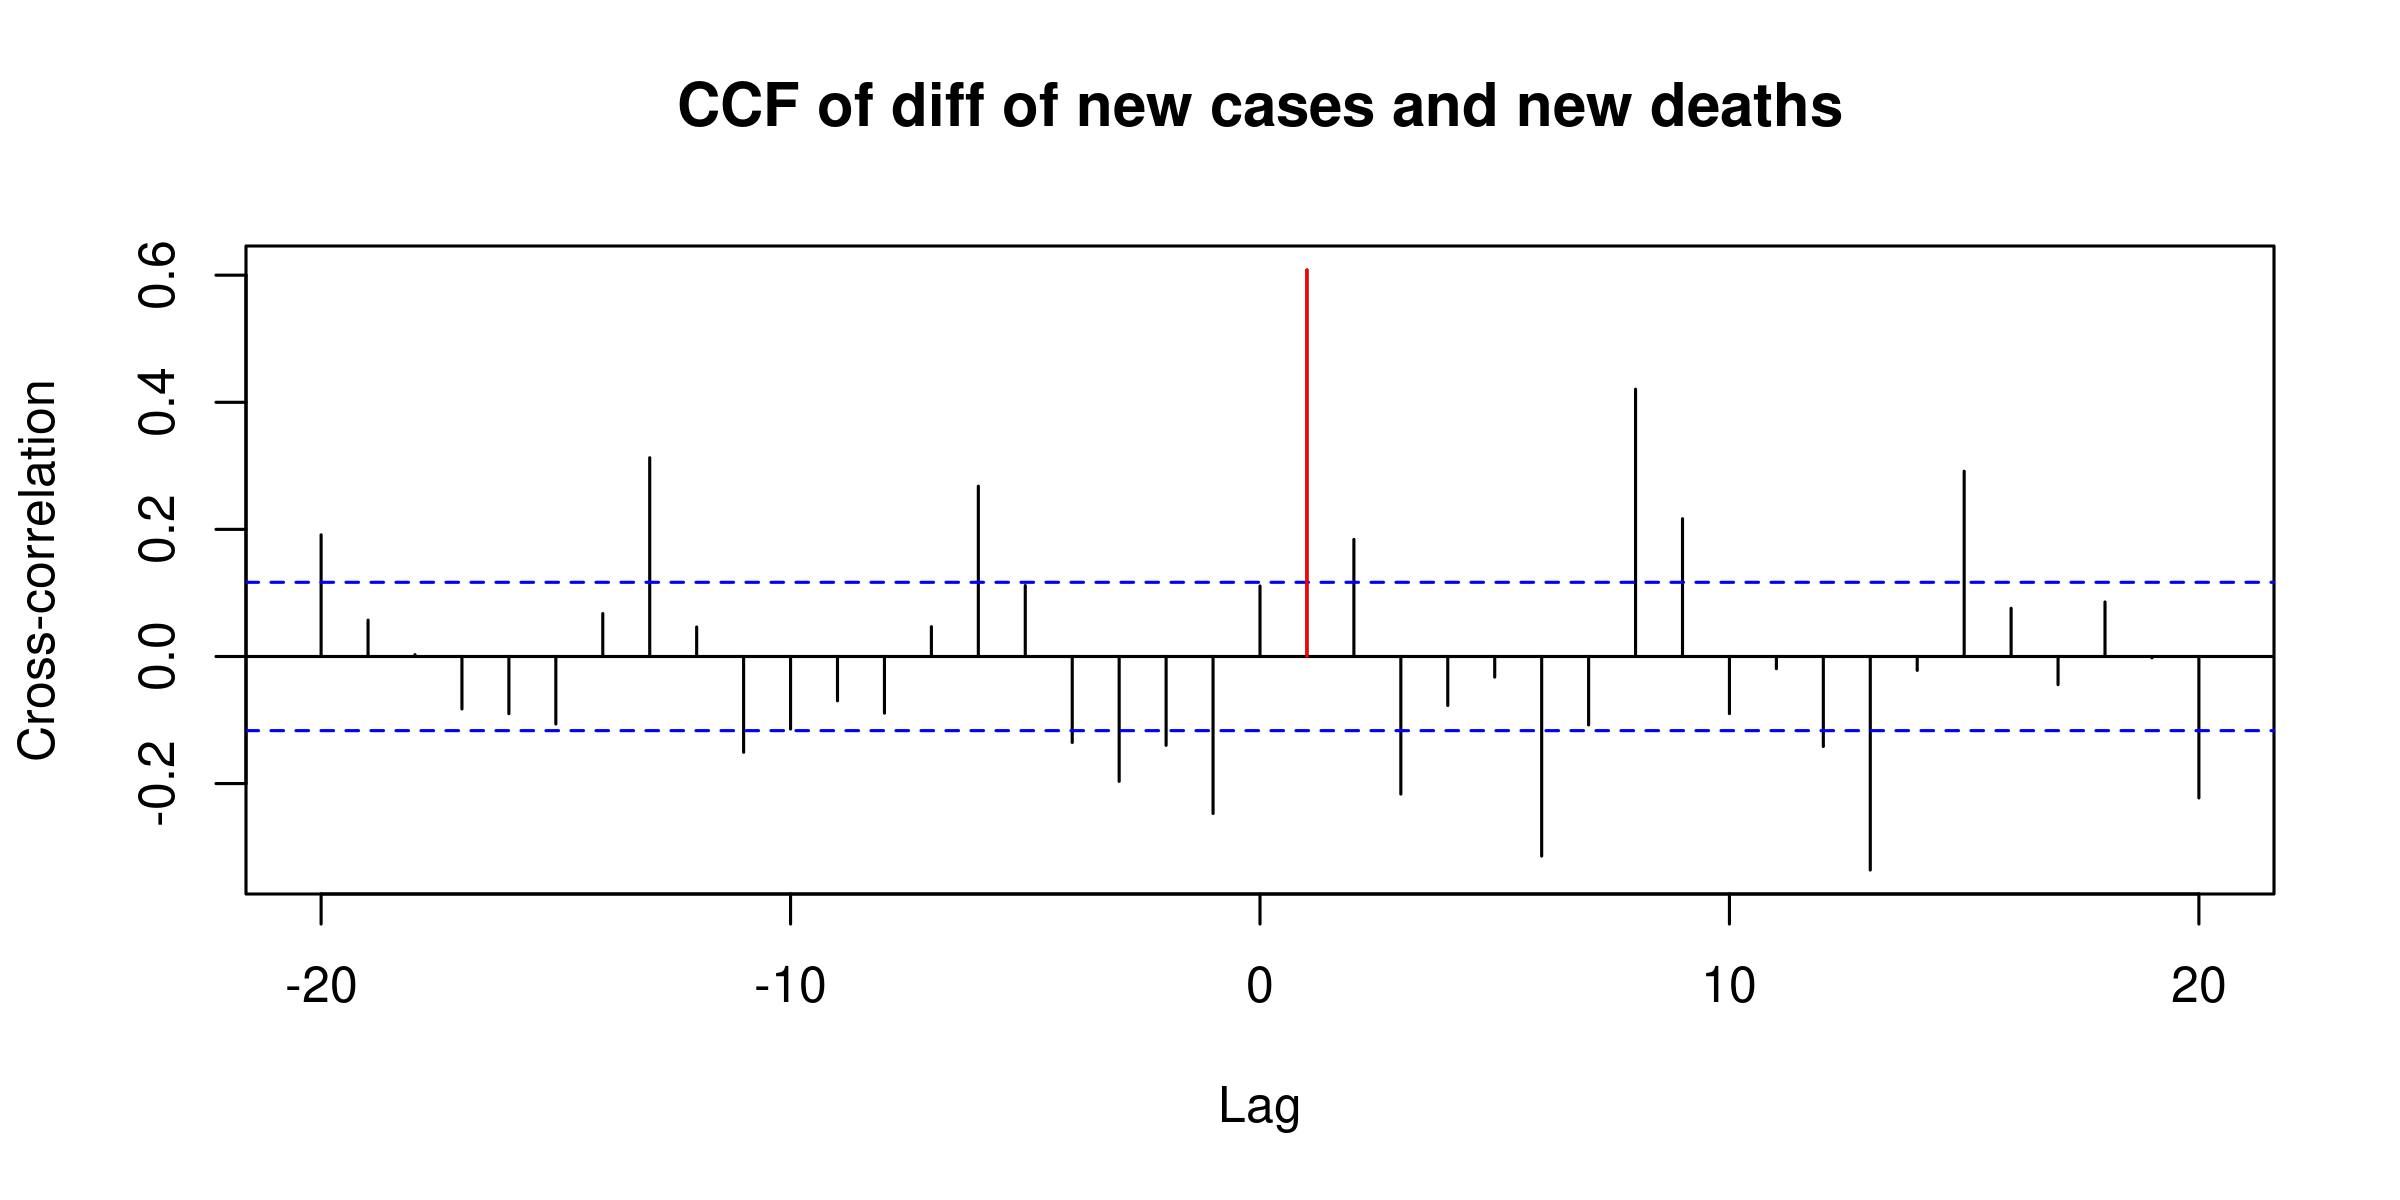 CCF of diff of new cases and new deaths
Cross-correlation
0.6
0.4
0.2
0.0
-0.2
-20 -10 0 10 20
Lag